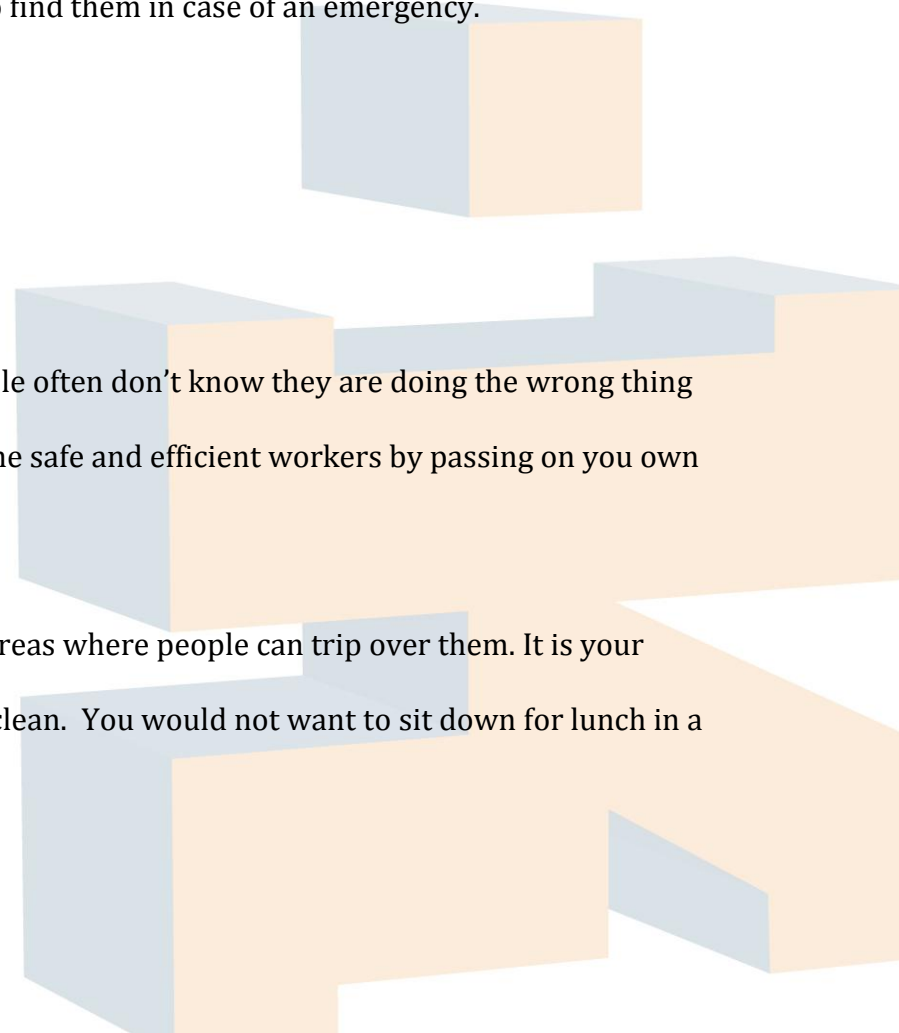 find them in case of an emergency.
le often don’t know they are doing the wrong thing
safe and efficient workers by passing on you own
reas where people can trip over them. It is your
clean.  You would not want to sit down for lunch in a